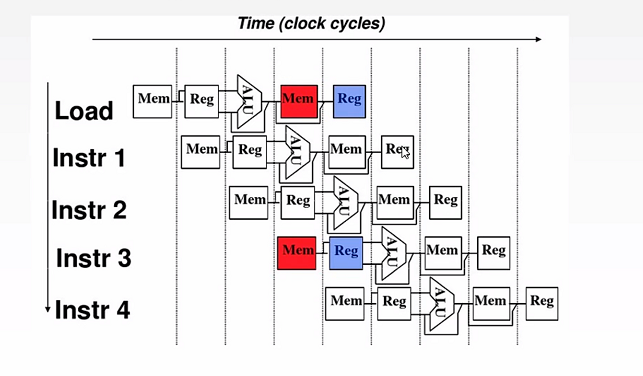 Time (clock cycles)
Load Mem Reg ALU Mem Reg
Instr 1 Mem Reg ALU Mem Reg
Instr 2 Mem Reg ALU Mem Reg
Instr 3 Mem Reg ALU Mem Reg
Instr 4 Mem Reg ALU Mem Reg